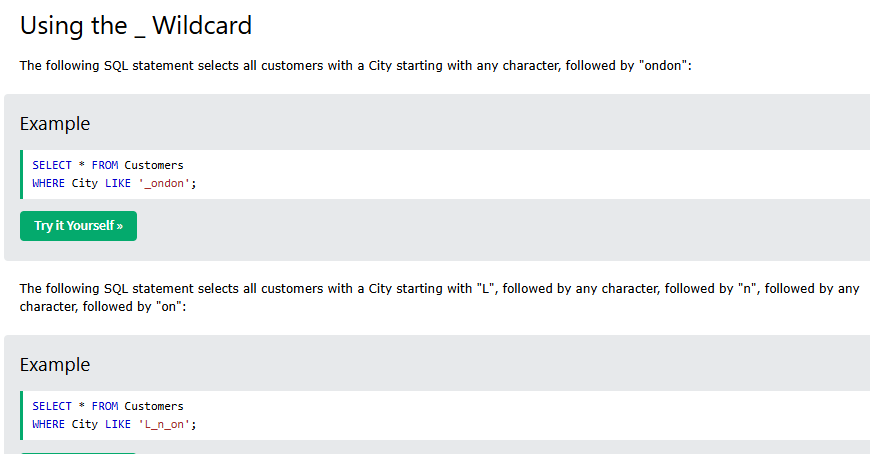 Using the _ Wildcard
The following SQL statement selects all customers with a City starting with any character, followed by "ondon":
Example
SELECT * FROM Customers
WHERE City LIKE '_ondon';
Try it Yourself »
The following SQL statement selects all customers with a City starting with "L", followed by any character, followed by "n", followed by any
character, followed by "on":
Example
SELECT * FROM Customers
WHERE City LIKE 'L_n_on';